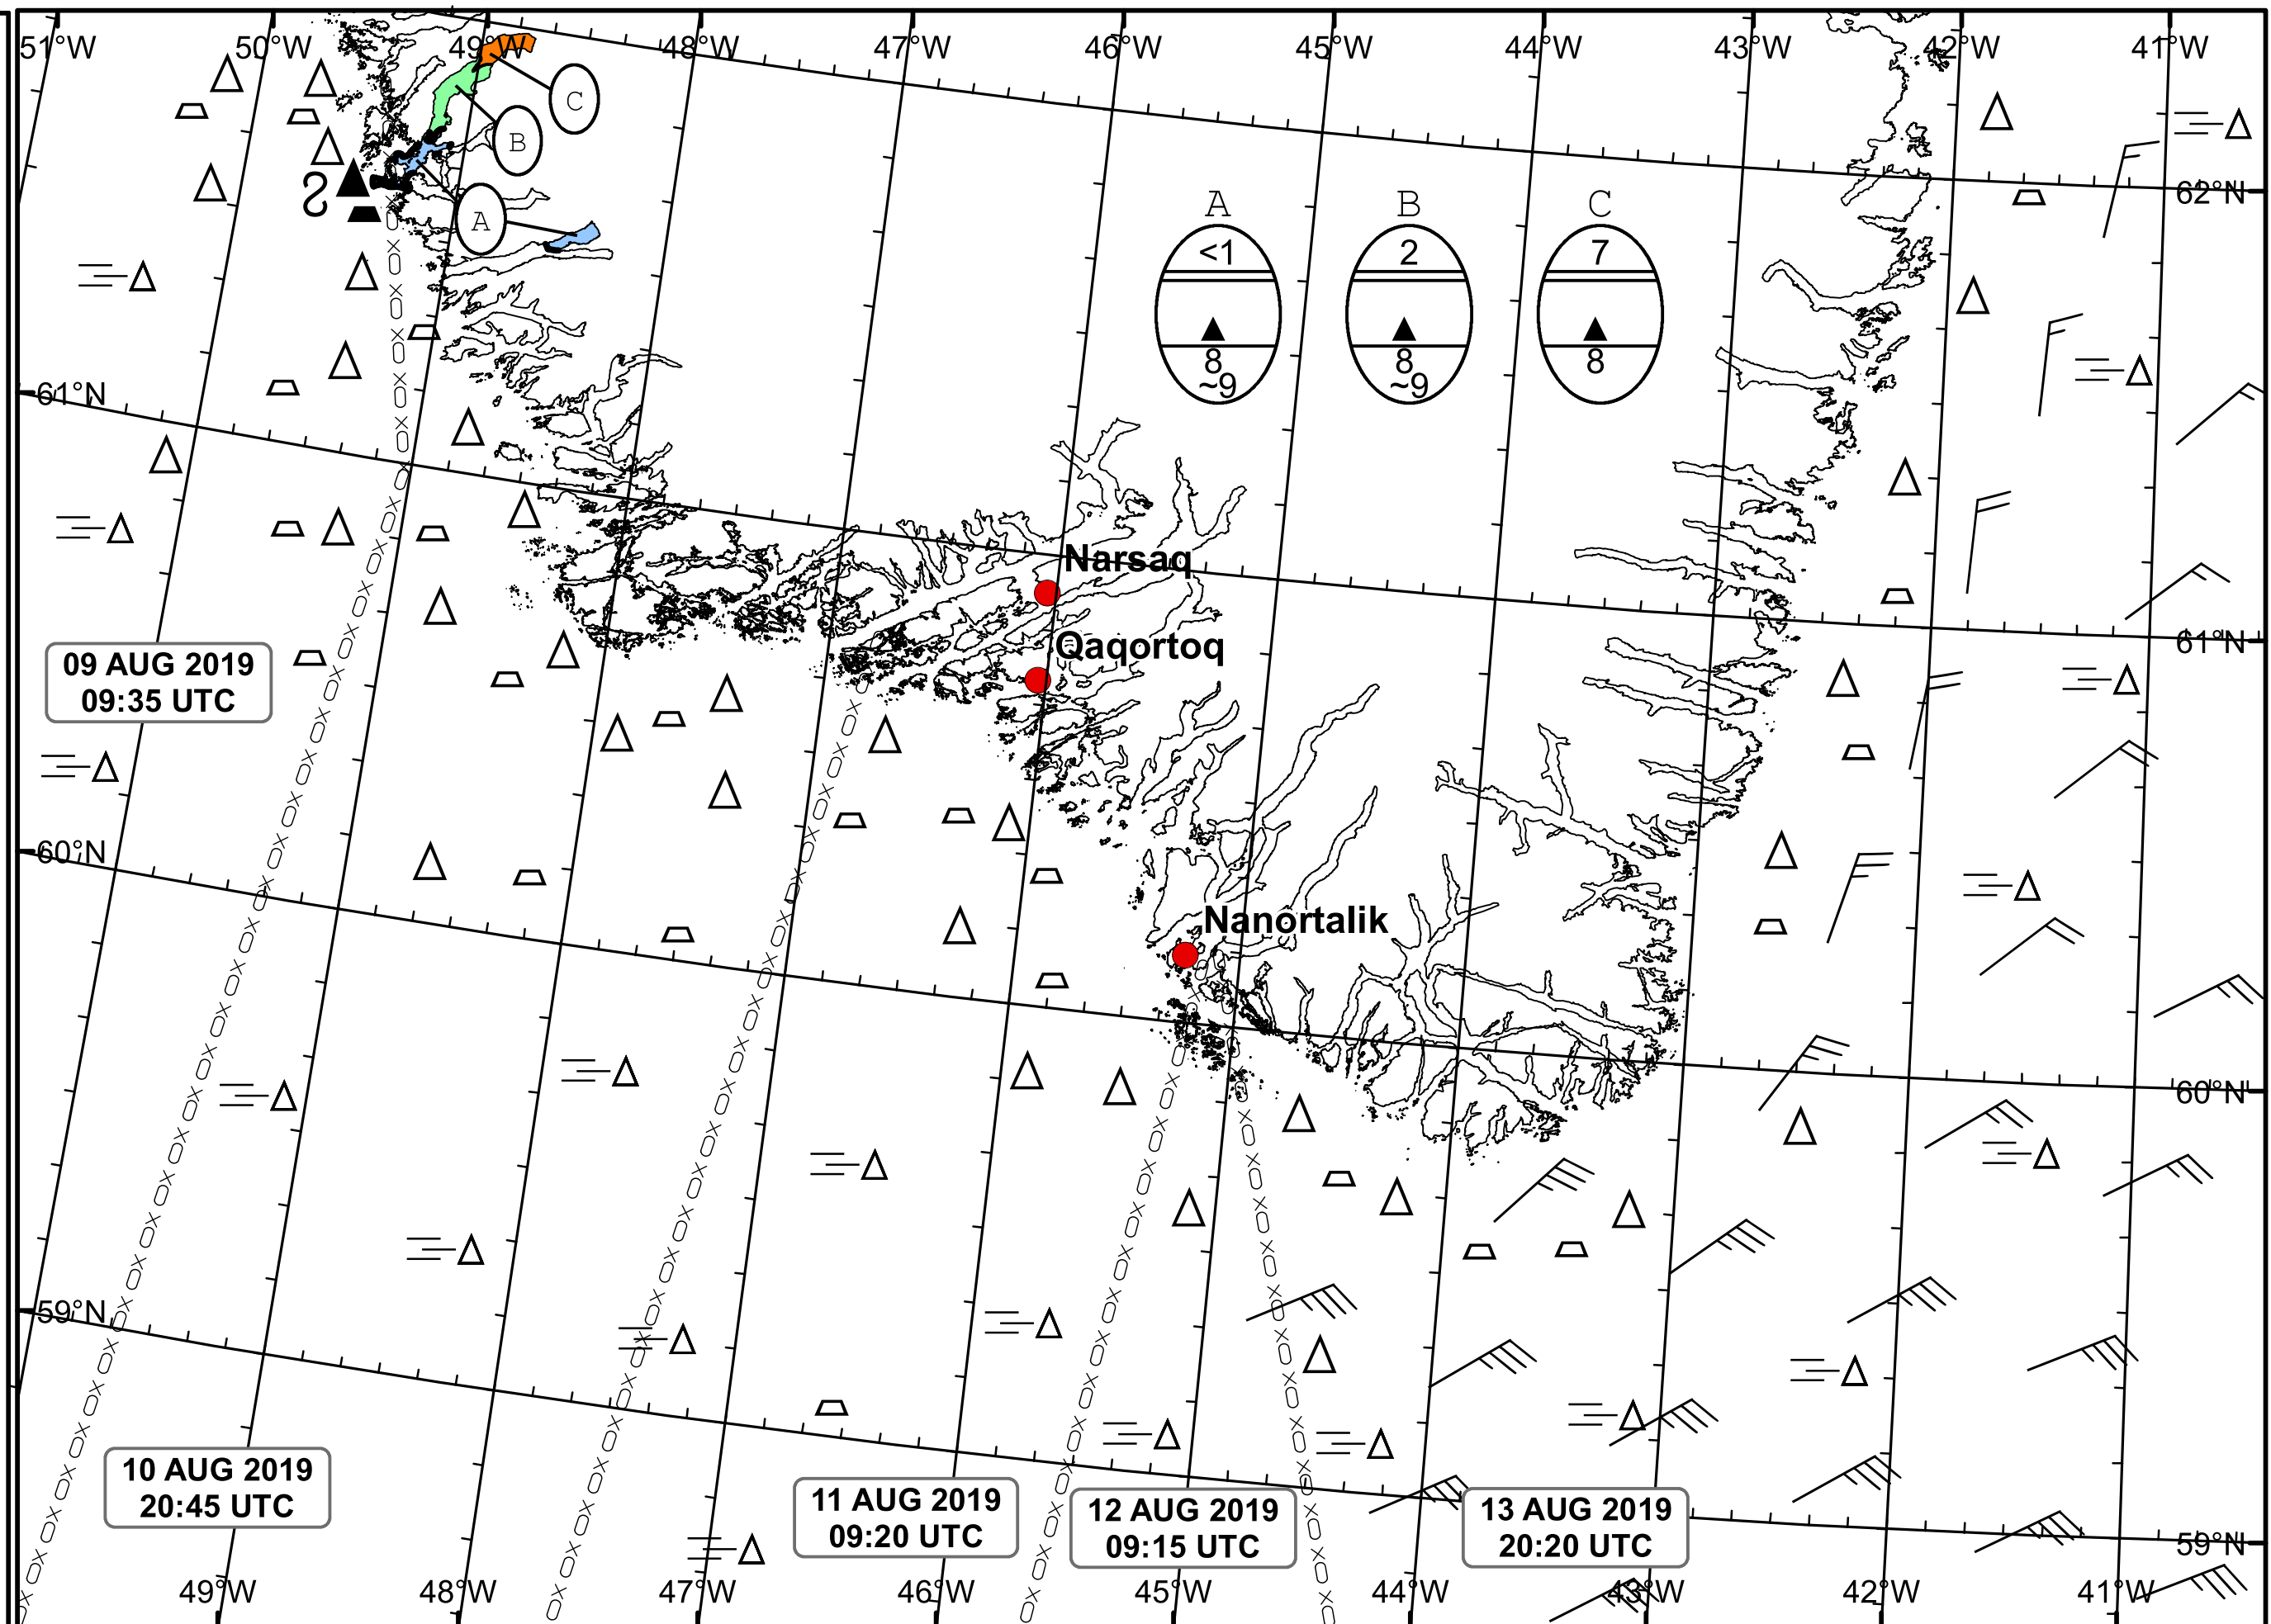 51°W 50°W 49°W 48°W 47°W 46°W 45°W 44°W 43°W 42°W 41°W
C
B
A
A B C
<1 2 7
8 8 8
~9 ~9
62°N
61°N
Narsaq
61°N
Qaqortoq
09 AUG 2019
09:35 UTC
60°N
Nanortalik
60°N
59°N
10 AUG 2019
20:45 UTC
11 AUG 2019
09:20 UTC
12 AUG 2019
09:15 UTC
13 AUG 2019
20:20 UTC
59°N
49°W 48°W 47°W 46°W 45°W 44°W 43°W 42°W 41°W